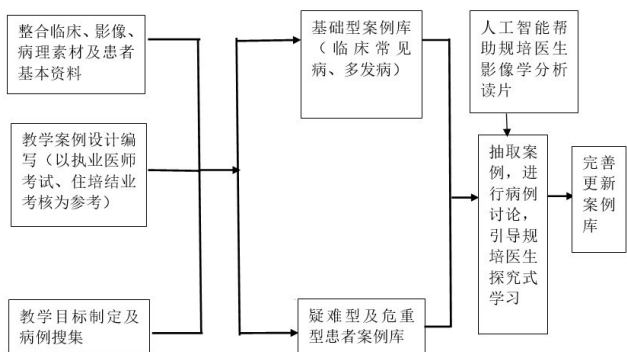 整合临床、影像、
病理素材及患者
基本资料
教学案例设计编
写（以执业医师
考试、住培结业
考核为参考）
教学目标制定及
病例搜集
基础型案例库
（临床常见
病、多发病）
疑难型及危重
型患者案例库
人工智能帮
助规培医生
影像学分析
读片
抽取案
例，进
行病例
讨论，
引导规
培医生
探究式
学习
完善
更新
案例
库